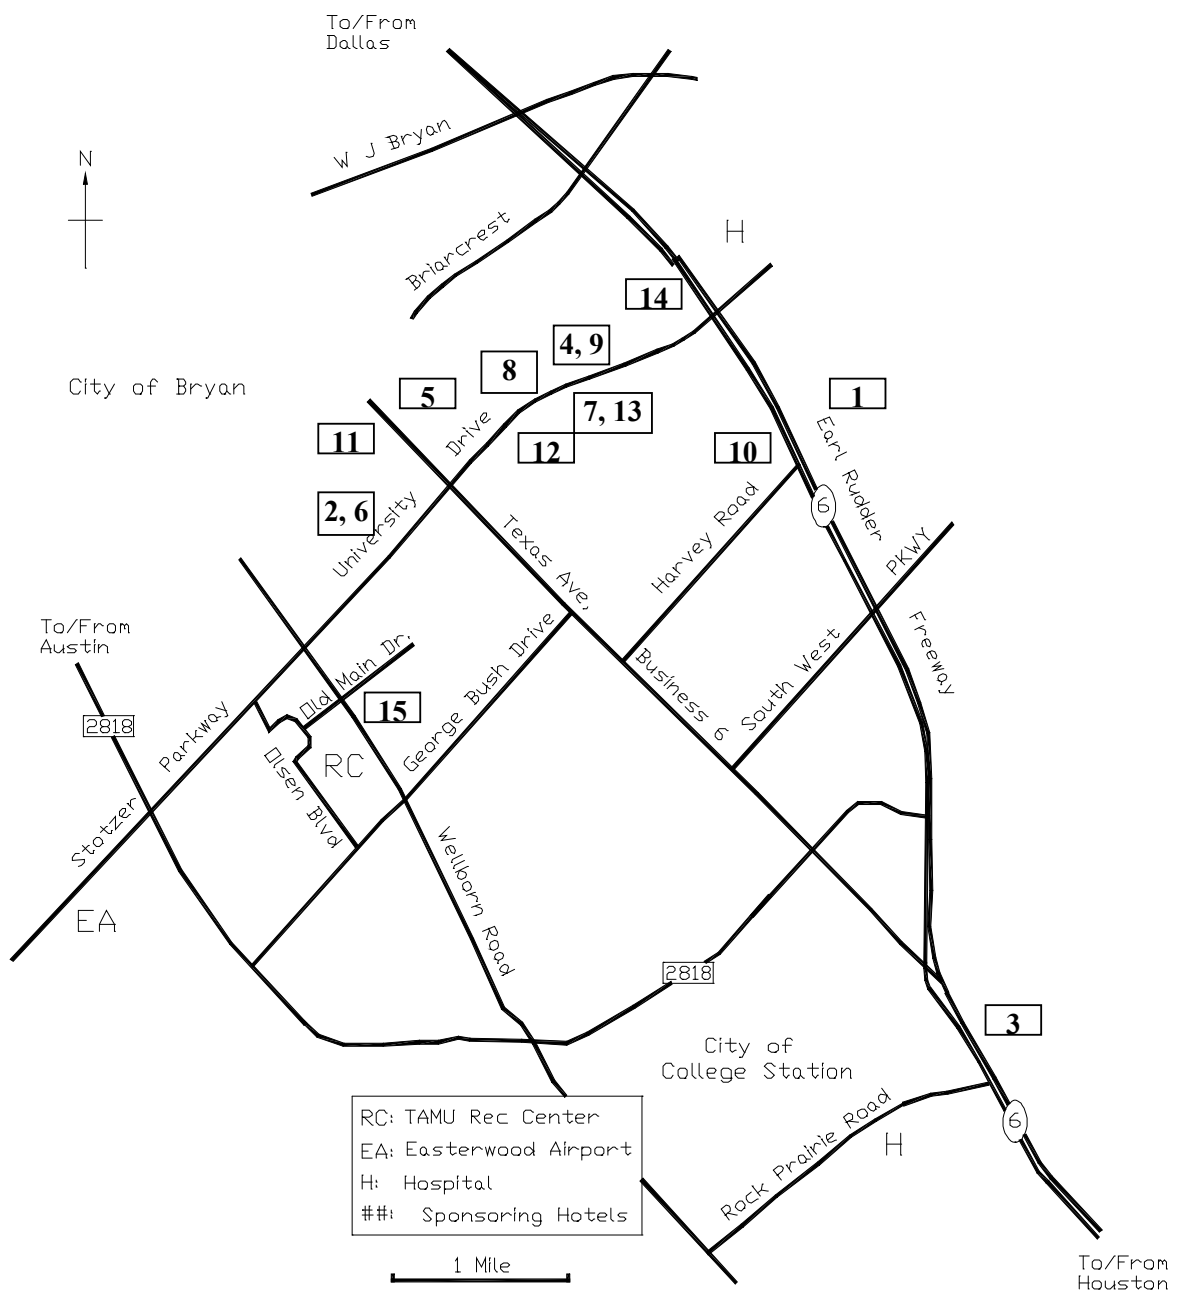 To/From
Dallas
W J Bryan
N
Briarcrest
H
14
4, 9
8
City of Bryan
5
7, 13
1
11
Drive
12
10
Earl Rudder
2, 6
University
6
Texas Ave,
Harvey Road
PKWY
To/From
Austin
Old Main Dr.
George Bush Drive
Freeway
South West
Business 6
2818
15
Parkway
RC
Olsen Blvd
Stotzer
Wellborn Road
EA
2818
3
City of
College Station
Rock Prairie Road
6
H
RC: TAMU Rec Center
EA: Easterwood Airport
H: Hospital
##: Sponsoring Hotels
1 Mile
To/From
Houston